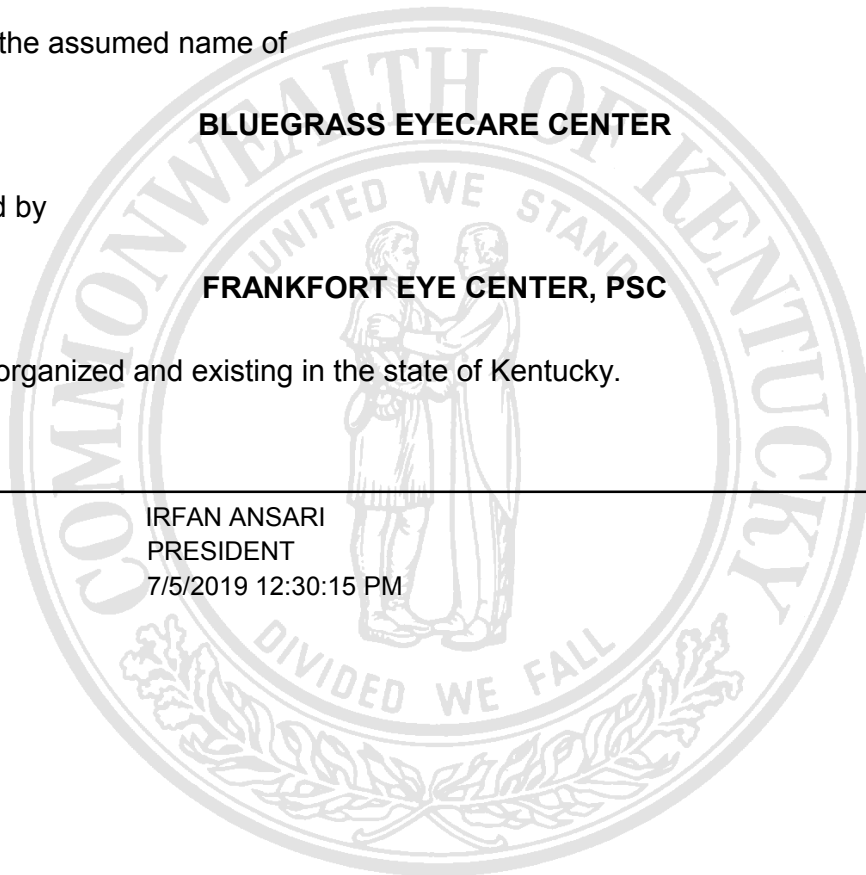 the assumed name of
BLUEGRASS EYECARE CENTER
d by
FRANKFORT EYE CENTER, PSC
organized and existing in the state of Kentucky.
IRFAN ANSARI
PRESIDENT
7/5/2019 12:30:15 PM
COMMONWEALTH OF KENTUCKY
UNITED WE STAND
DIVIDED WE FALL